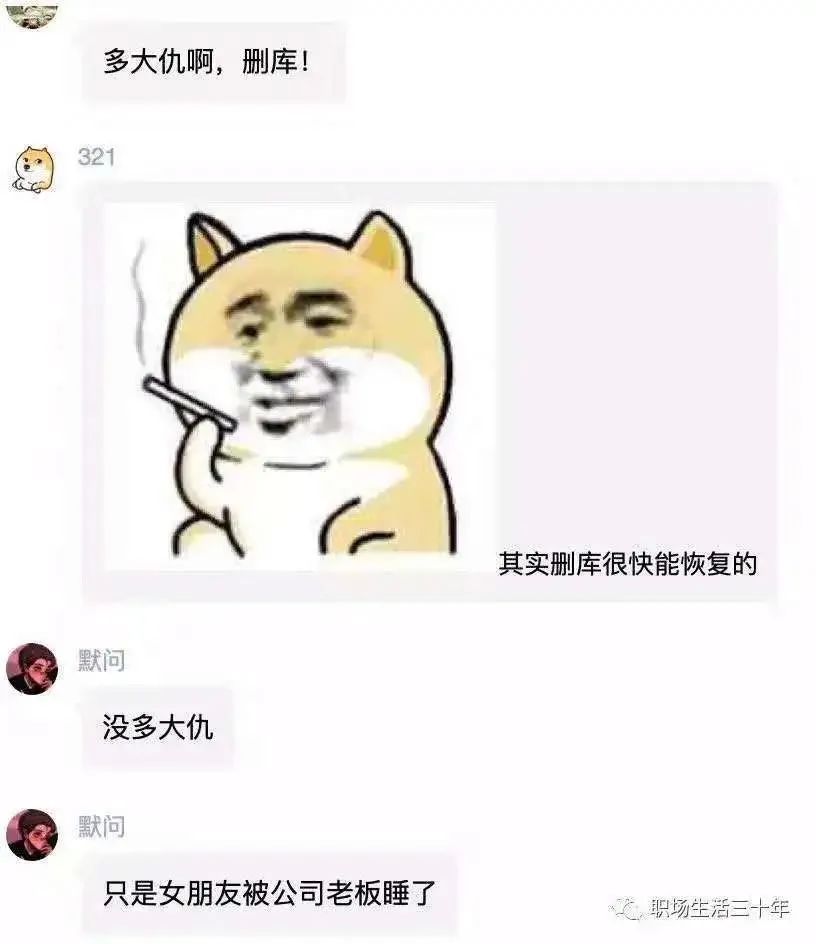 多大仇啊，删库！
321
其实删库很快能恢复的
默问
没多大仇
默问
只是女朋友被公司老板睡了
职场生活三十年